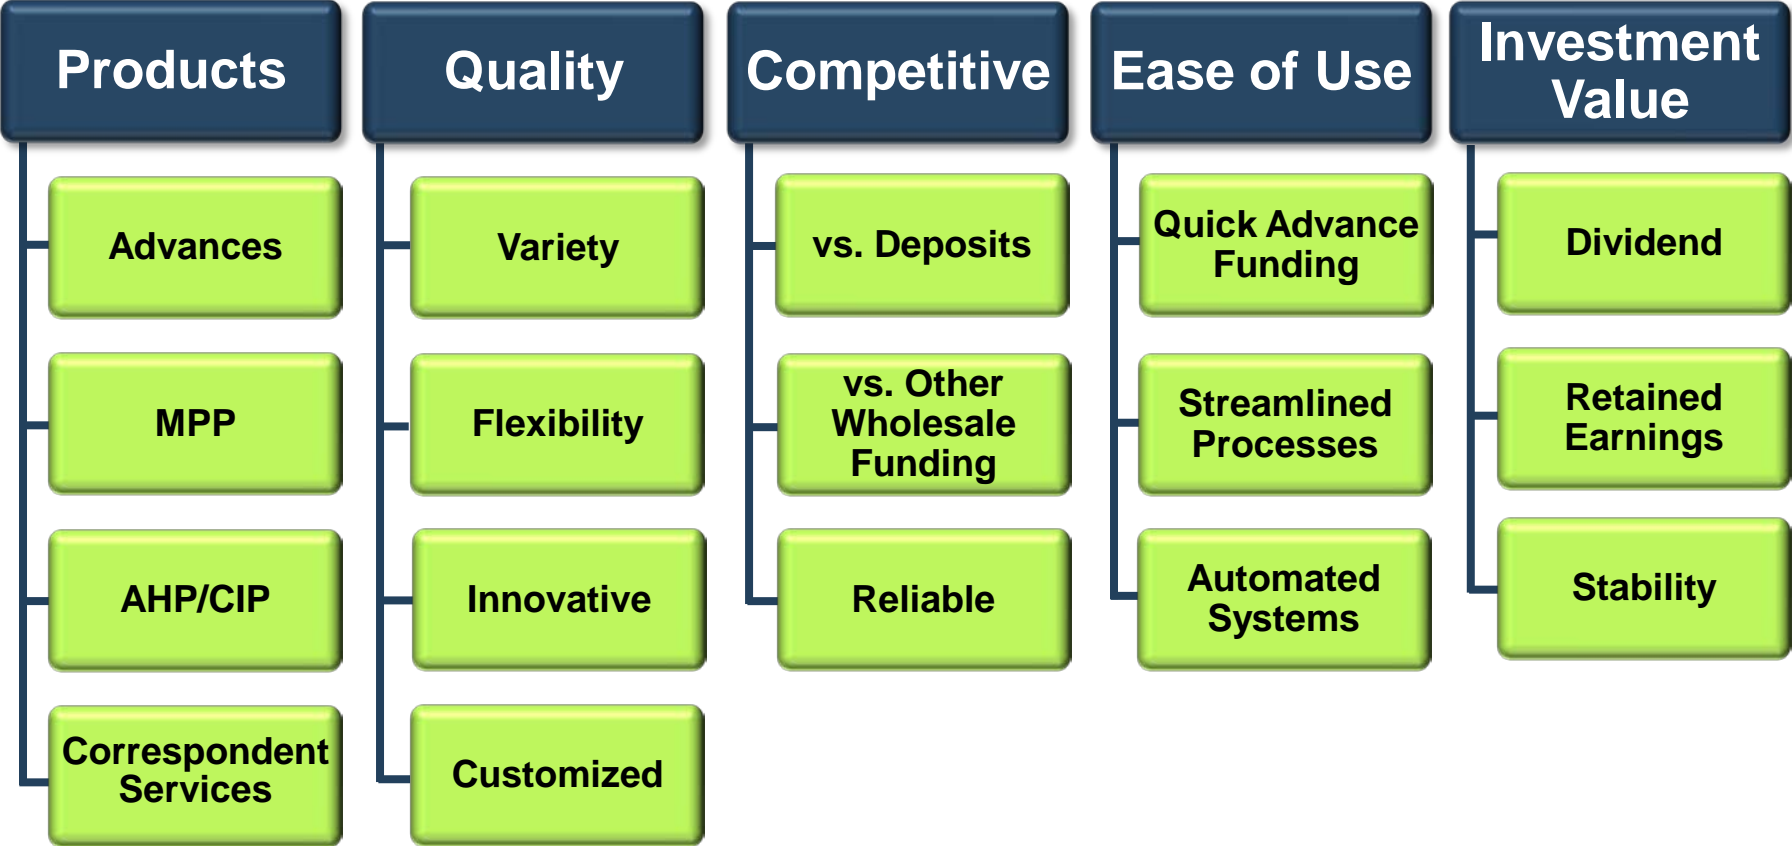 Products
Advances
MPP
AHP/CIP
Correspondent
Services
Quality
Variety
Flexibility
Innovative
Customized
Competitive
vs. Deposits
vs. Other
Wholesale
Funding
Reliable
Ease of Use
Quick Advance
Funding
Streamlined
Processes
Automated
Systems
Investment
Value
Dividend
Retained
Earnings
Stability